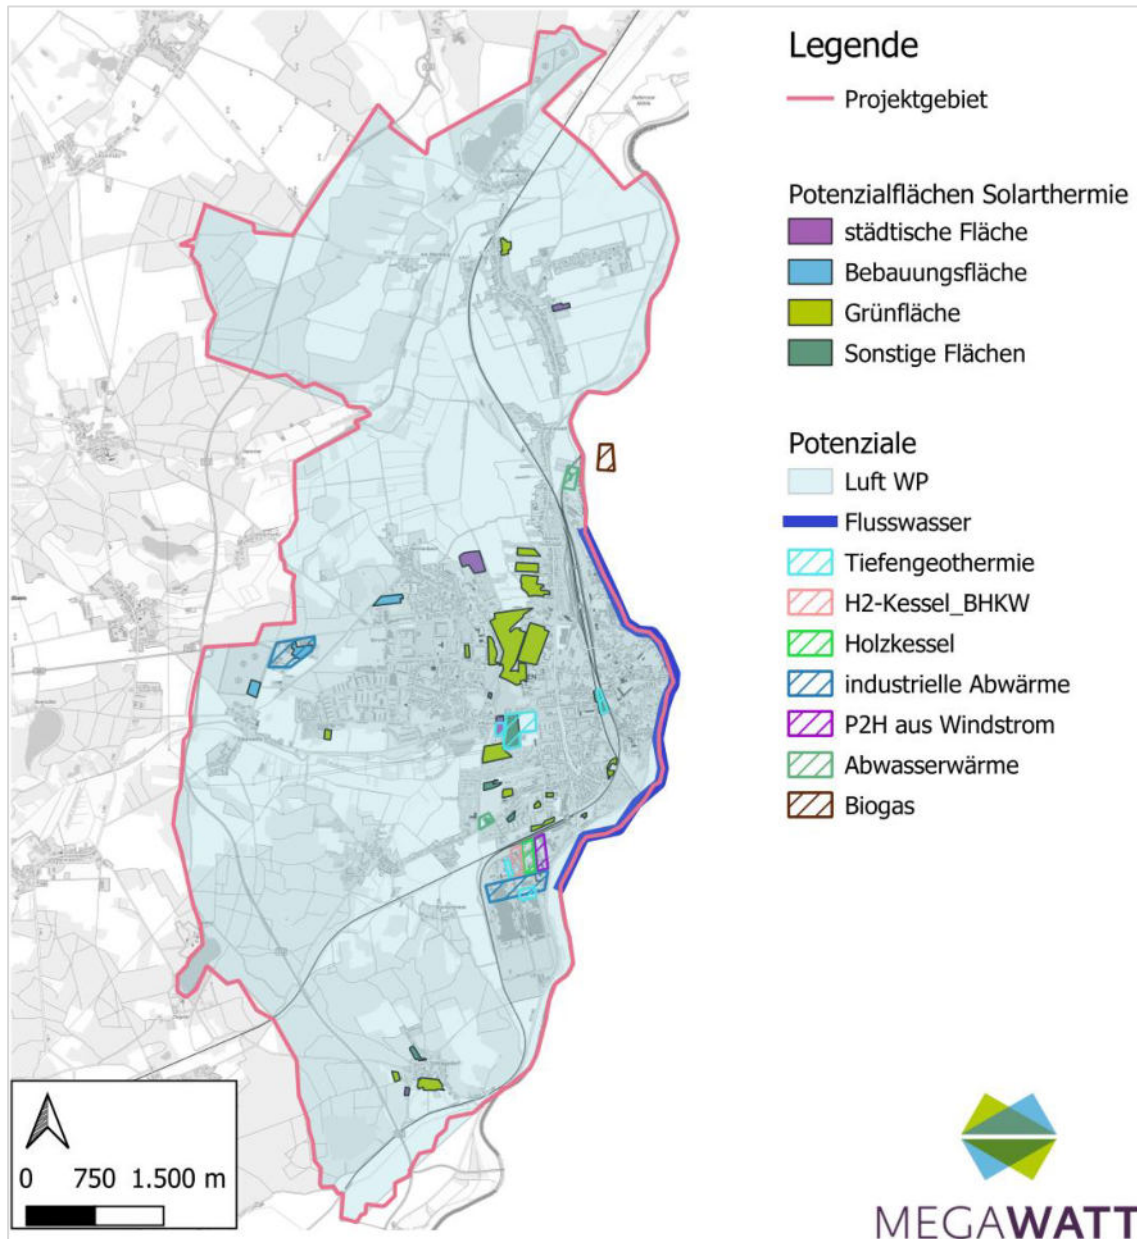 Legende
Projektgebiet
Potenzialflächen Solarthermie
städtische Fläche
Bebauungsfläche
Grünfläche
Sonstige Flächen
Potenziale
Luft WP
Flusswasser
Tiefengeothermie
H2-Kessel_BHKW
Holzkessel
industrielle Abwärme
P2H aus Windstrom
Abwasserwärme
Biogas
0 750 1.500 m
MEGAWATT